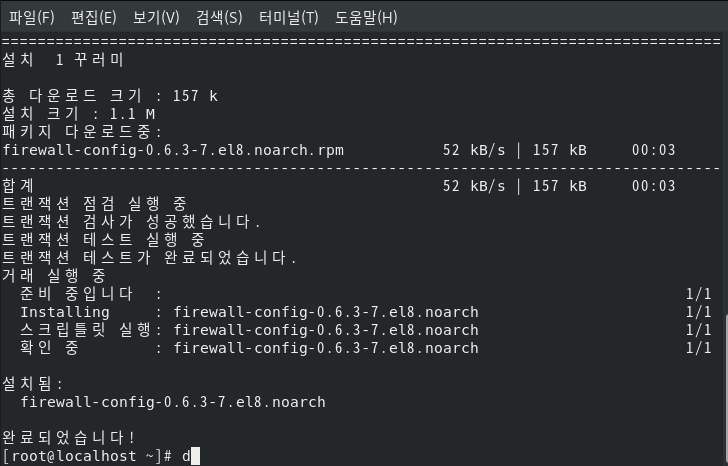 파일(F) 편집(E) 보기(V) 검색(S) 터미널(T) 도움말(H)
================================================================================
설치  1 꾸러미
총 다운로드 크기 : 157 k
설치 크기 : 1.1 M
패키지 다운로드중:
firewall-config-0.6.3-7.el8.noarch.rpm           52 kB/s | 157 kB     00:03
--------------------------------------------------------------------------------
합계                                             52 kB/s | 157 kB     00:03
트랜잭션 점검 실행 중
트랜잭션 검사가 성공했습니다.
트랜잭션 테스트 실행 중
트랜잭션 테스트가 완료되었습니다.
거래 실행 중
  준비 중입니다  :                                                          1/1
  Installing     : firewall-config-0.6.3-7.el8.noarch                       1/1
  스크립틀릿 실행: firewall-config-0.6.3-7.el8.noarch                       1/1
  확인 중        : firewall-config-0.6.3-7.el8.noarch                       1/1
설치됨:
  firewall-config-0.6.3-7.el8.noarch
완료되었습니다!
[root@localhost ~]# d